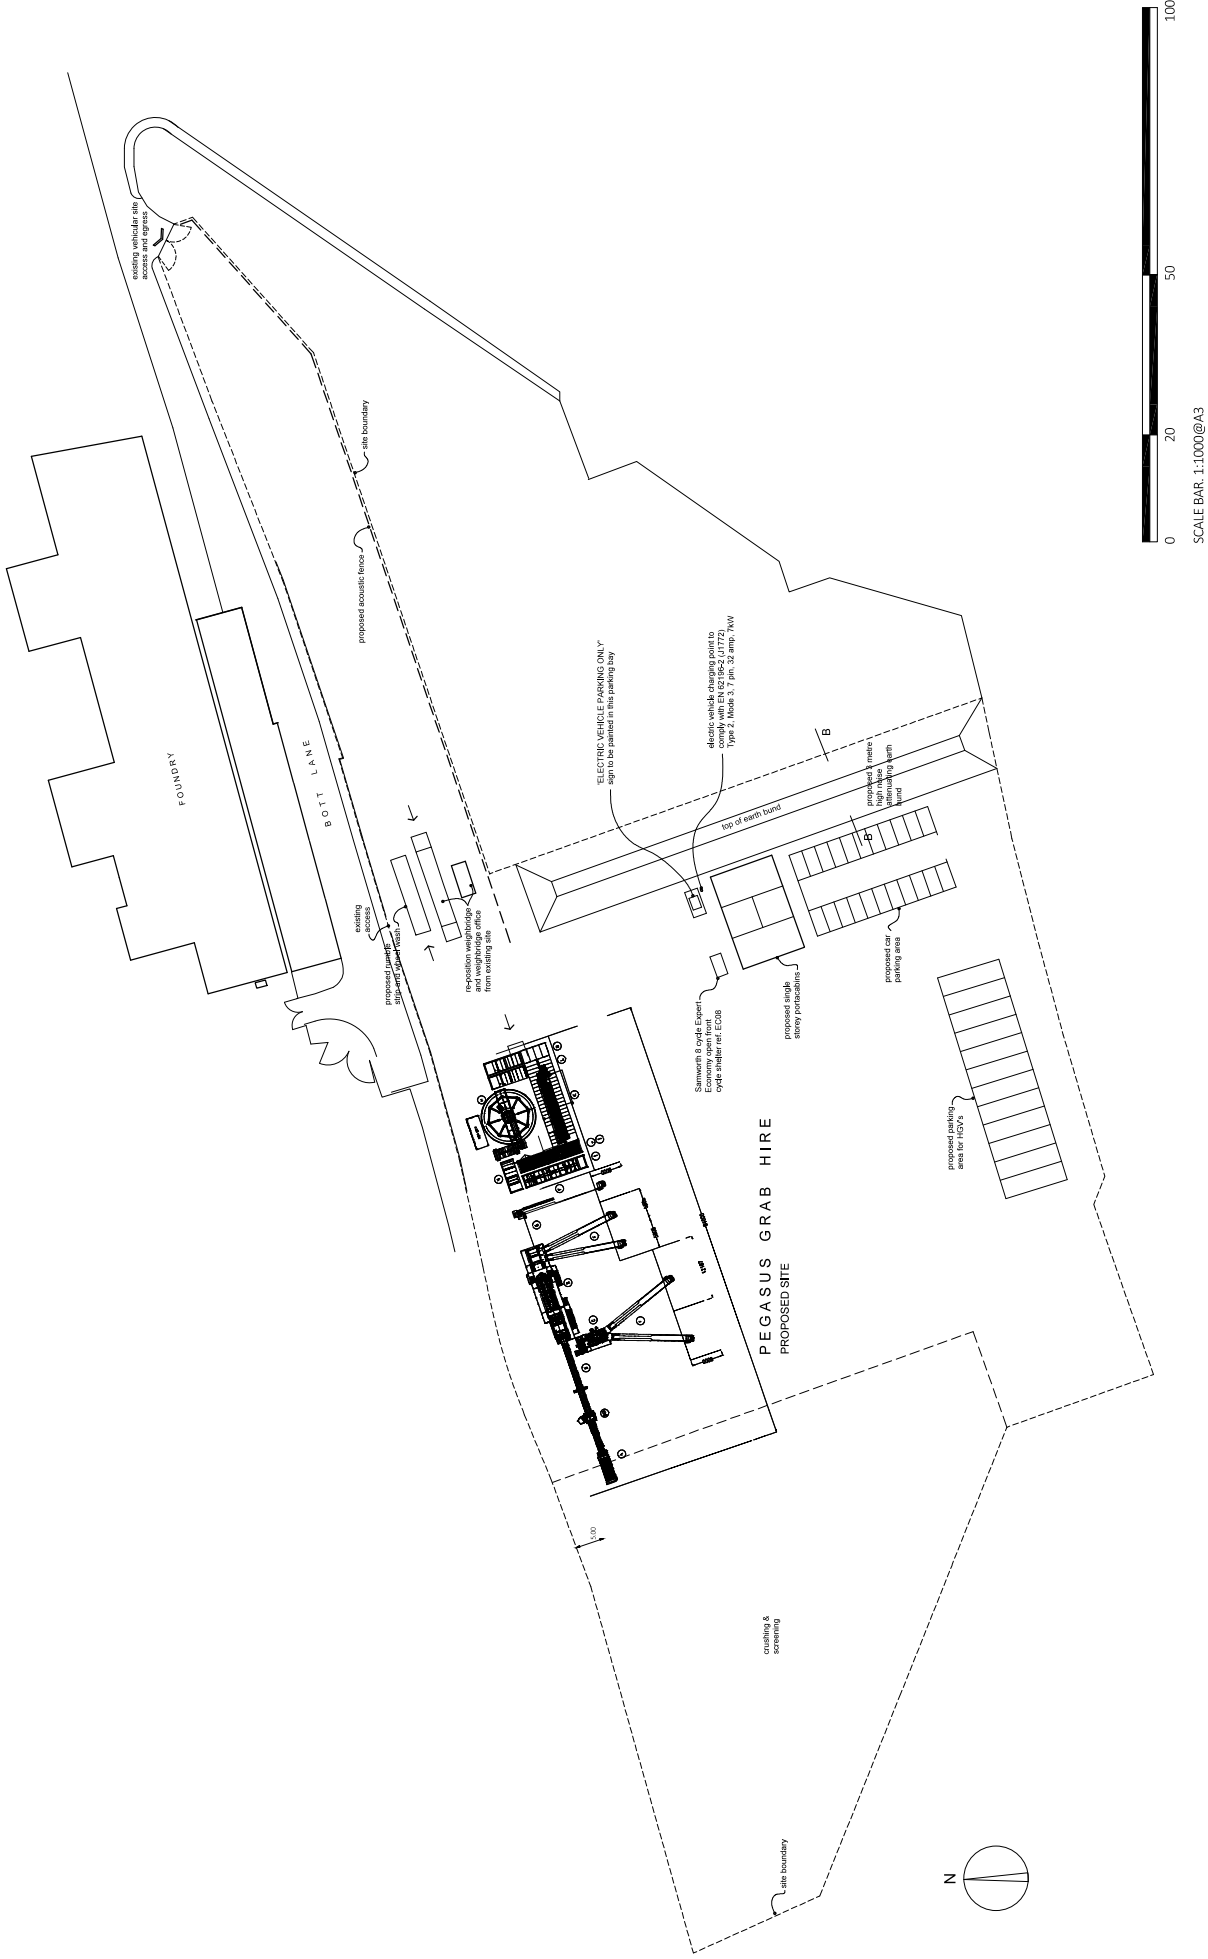 existing vehicular site
access and egress
site boundary
proposed acoustic fence
FOUNDRY
BOTT LANE
existing
access
proposed rumble
strip and wheel wash
re-position weighbridge
and weighbridge office
from existing site
"ELECTRIC VEHICLE PARKING ONLY"
sign to be painted in this parking bay
electric vehicle charging point to
comply with EN 62196-2 (J1772)
Type 2, Mode 3, 7 pin, 32 amp, 7kW
B
top of earth bund
proposed 3 metre
high noise
attenuating earth
bund
B
Samworth 8 cycle Expert
Economy open front
cycle shelter ref. EC08
proposed single
storey portacabins
proposed car
parking area
proposed parking
area for HGV's
PEGASUS GRAB HIRE
PROPOSED SITE
5.00
crushing &
screening
site boundary
N
0
20
50
100
SCALE BAR. 1:1000@A3